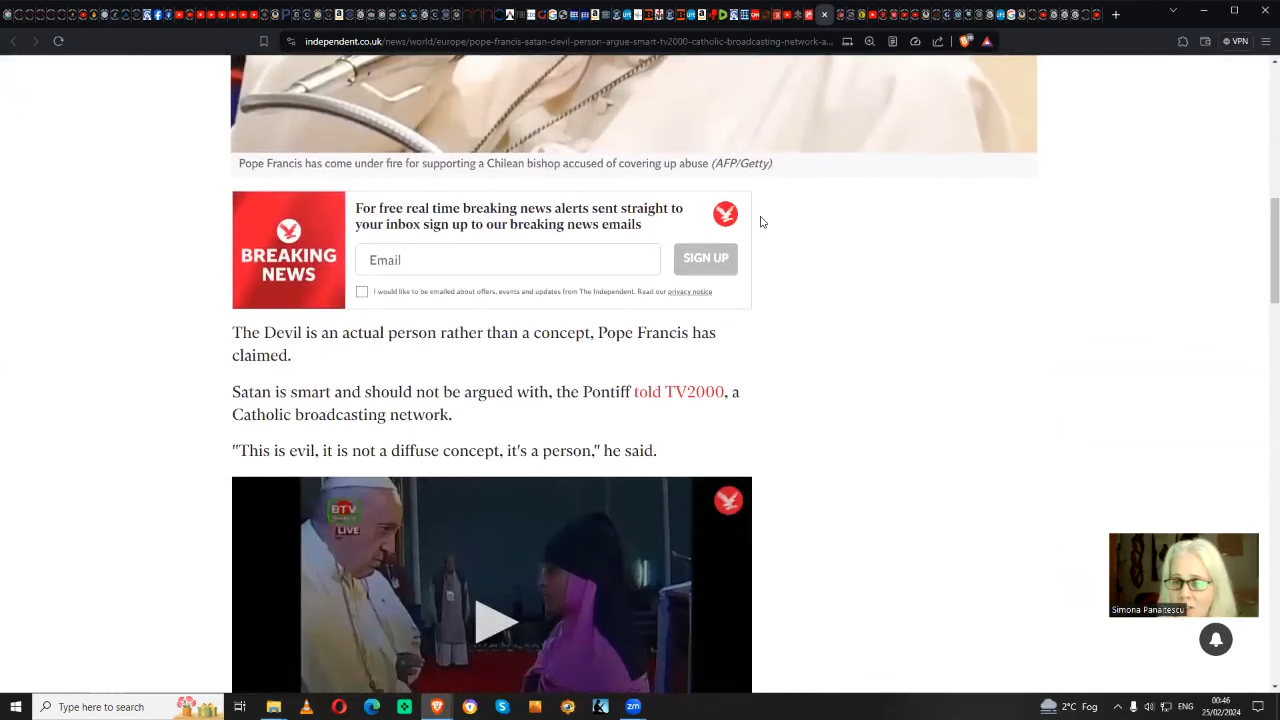 independent.co.uk/news/world/europe/pope-francis-satan-devil-person-argue-smart-tv2000-catholic-broadcasting-network-a...
VPN
Pope Francis has come under fire for supporting a Chilean bishop accused of covering up abuse (AFP/Getty)
BREAKING
NEWS
For free real time breaking news alerts sent straight to
your inbox sign up to our breaking news emails
Email
SIGN UP
I would like to be emailed about offers, events and updates from The Independent. Read our privacy notice
The Devil is an actual person rather than a concept, Pope Francis has
claimed.
Satan is smart and should not be argued with, the Pontiff told TV2000, a
Catholic broadcasting network.
"This is evil, it is not a diffuse concept, it's a person," he said.
BTV
LIVE
Simona Panaitescu
Type here to search
zm
2°C Fog
ENG
00:46
25/02/2024